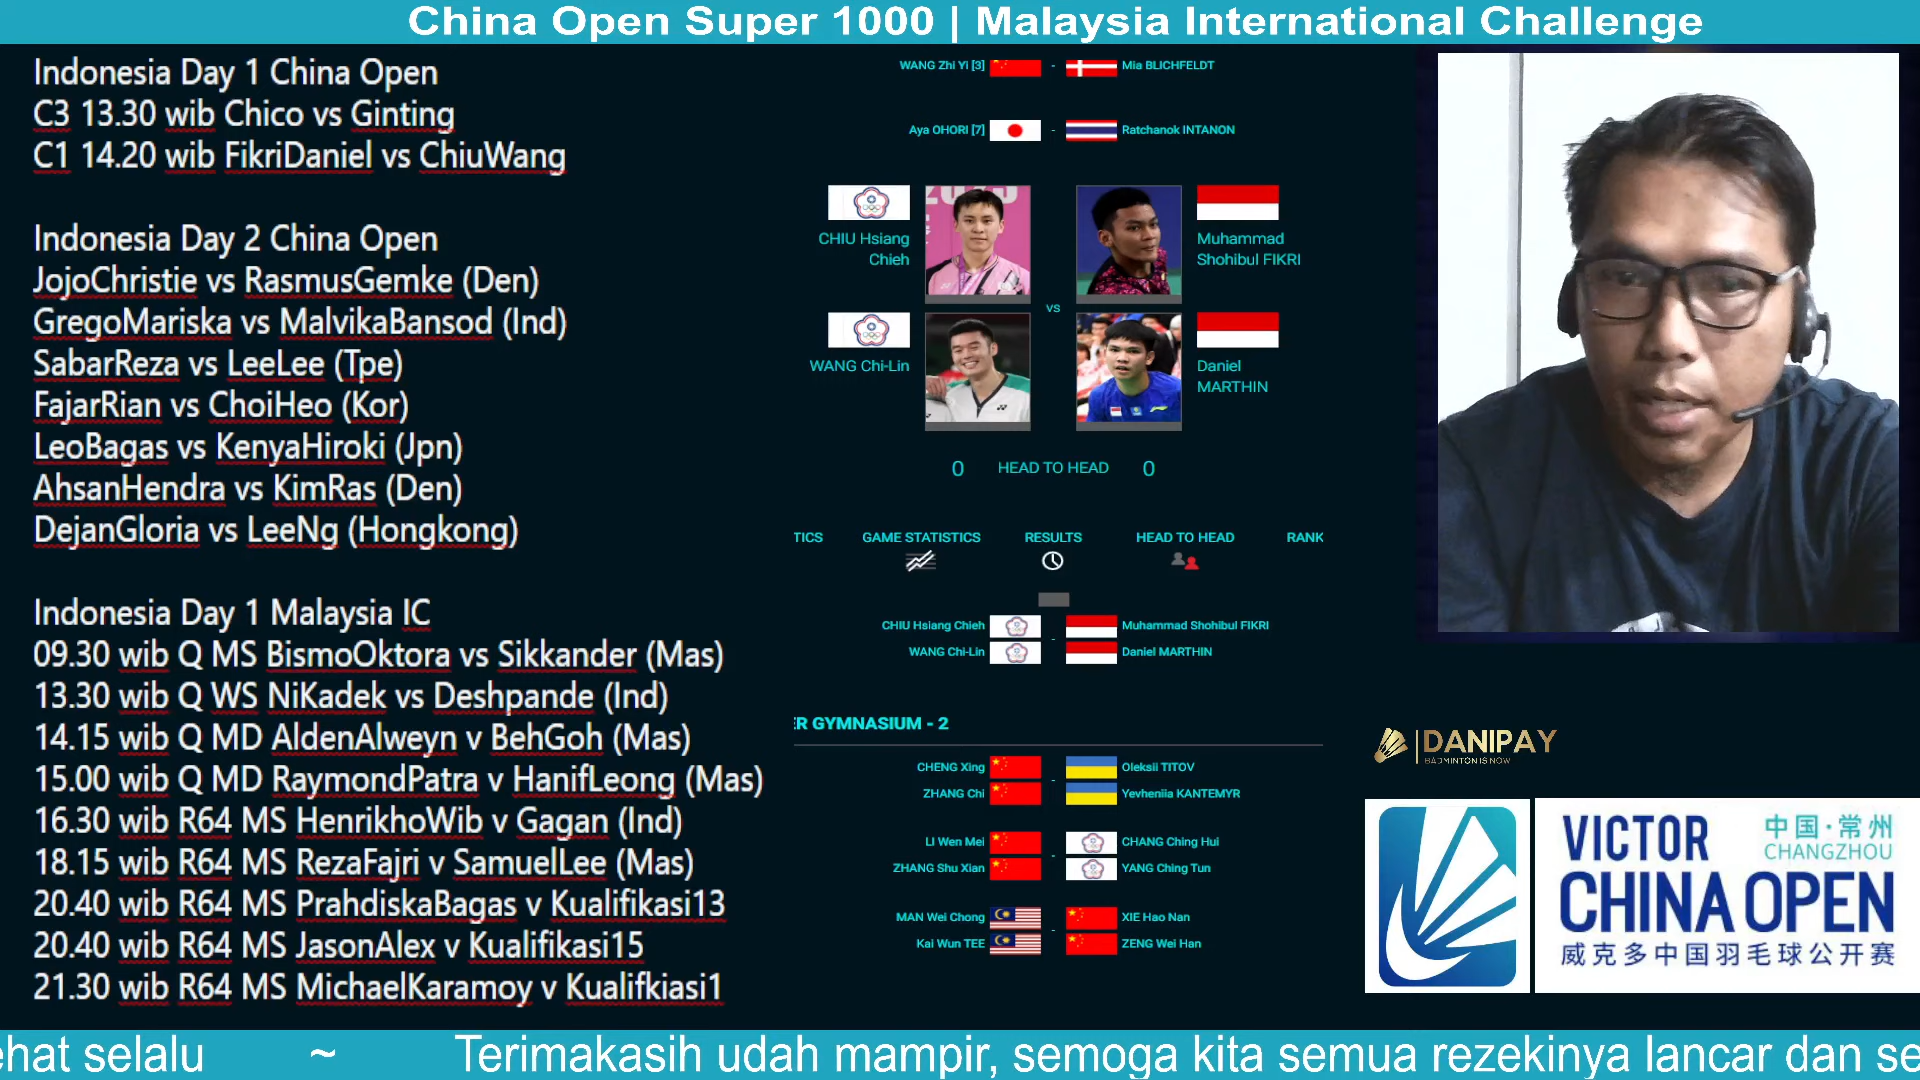 China Open Super 1000 | Malaysia International Challenge
Indonesia Day 1 China Open
C3 13.30 wib Chico vs Ginting
C1 14.20 wib FikriDaniel vs ChiuWang
Indonesia Day 2 China Open
JojoChristie vs RasmusGemke (Den)
GregoMariska vs MalvikaBansod (Ind)
SabarReza vs LeeLee (Tpe)
FajarRian vs ChoiHeo (Kor)
LeoBagas vs KenyaHiroki (Jpn)
AhsanHendra vs KimRas (Den)
DejanGloria vs LeeNg (Hongkong)
Indonesia Day 1 Malaysia IC
09.30 wib Q MS BismoOktora vs Sikkander (Mas)
13.30 wib Q WS NiKadek vs Deshpande (Ind)
14.15 wib Q MD AldenAlweyn v BehGoh (Mas)
15.00 wib Q MD RaymondPatra v HanifLeong (Mas)
16.30 wib R64 MS HenrikhoWib v Gagan (Ind)
18.15 wib R64 MS RezaFajri v SamuelLee (Mas)
20.40 wib R64 MS PrahdiskaBagas v Kualifikasi13
20.40 wib R64 MS JasonAlex v Kualifikasi15
21.30 wib R64 MS MichaelKaramoy v Kualifkiasi1
WANG Zhi Yi [3] - Mia BLICHFELDT
Aya OHORI [7] - Ratchanok INTANON
CHIU Hsiang
Chieh
Muhammad
Shohibul FIKRI
vs
WANG Chi-Lin
Daniel
MARTHIN
0 HEAD TO HEAD 0
TICS GAME STATISTICS RESULTS HEAD TO HEAD RANK
CHIU Hsiang Chieh - Muhammad Shohibul FIKRI
WANG Chi-Lin Daniel MARTHIN
ER GYMNASIUM - 2
CHENG Xing - Oleksii TITOV
ZHANG Chi Yevheniia KANTEMYR
LI Wen Mei - CHANG Ching Hui
ZHANG Shu Xian YANG Ching Tun
MAN Wei Chong - XIE Hao Nan
Kai Wun TEE ZENG Wei Han
DANIPAY
BADMINTON IS NOW
VICTOR
中国·常州
CHANGZHOU
CHINA OPEN
威克多中国羽毛球公开赛
ehat selalu ~ Terimakasih udah mampir, semoga kita semua rezekinya lancar dan se